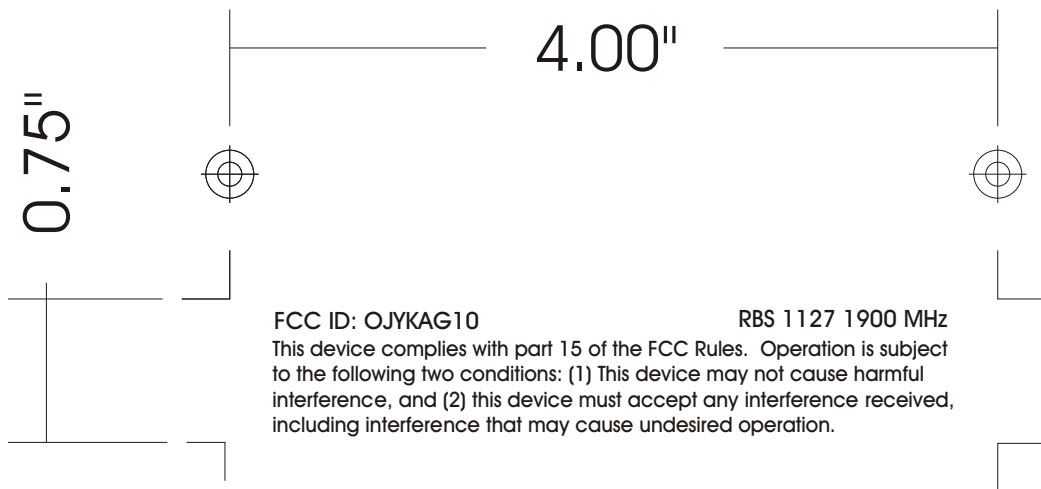 4.00"
0.75"
FCC ID: OJYKAG10 RBS 1127 1900 MHz
This device complies with part 15 of the FCC Rules.  Operation is subject
to the following two conditions: (1) This device may not cause harmful
interference, and (2) this device must accept any interference received,
including interference that may cause undesired operation.